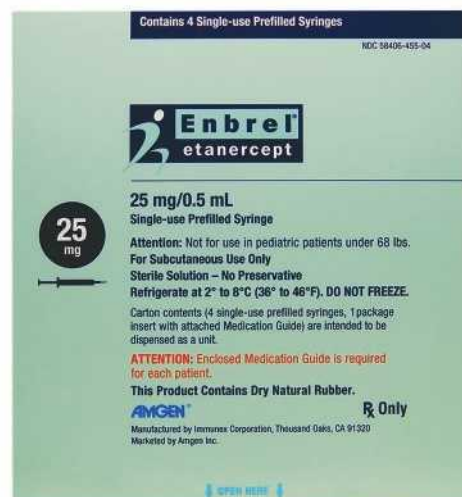 Contains 4 Single-use Prefilled Syringes
NDC 58406-455-04
Enbrel®
etanercept
25 mg/0.5 mL
Single-use Prefilled Syringe
25
mg
Attention: Not for use in pediatric patients under 68 lbs.
For Subcutaneous Use Only
Sterile Solution – No Preservative
Refrigerate at 2° to 8°C (36° to 46°F). DO NOT FREEZE.
Carton contents (4 single-use prefilled syringes, 1 package
insert with attached Medication Guide) are intended to be
dispensed as a unit.
ATTENTION: Enclosed Medication Guide is required
for each patient.
This Product Contains Dry Natural Rubber.
AMGEN®
Rx Only
Manufactured by Immunex Corporation, Thousand Oaks, CA 91320
Marketed by Amgen Inc.
OPEN HERE